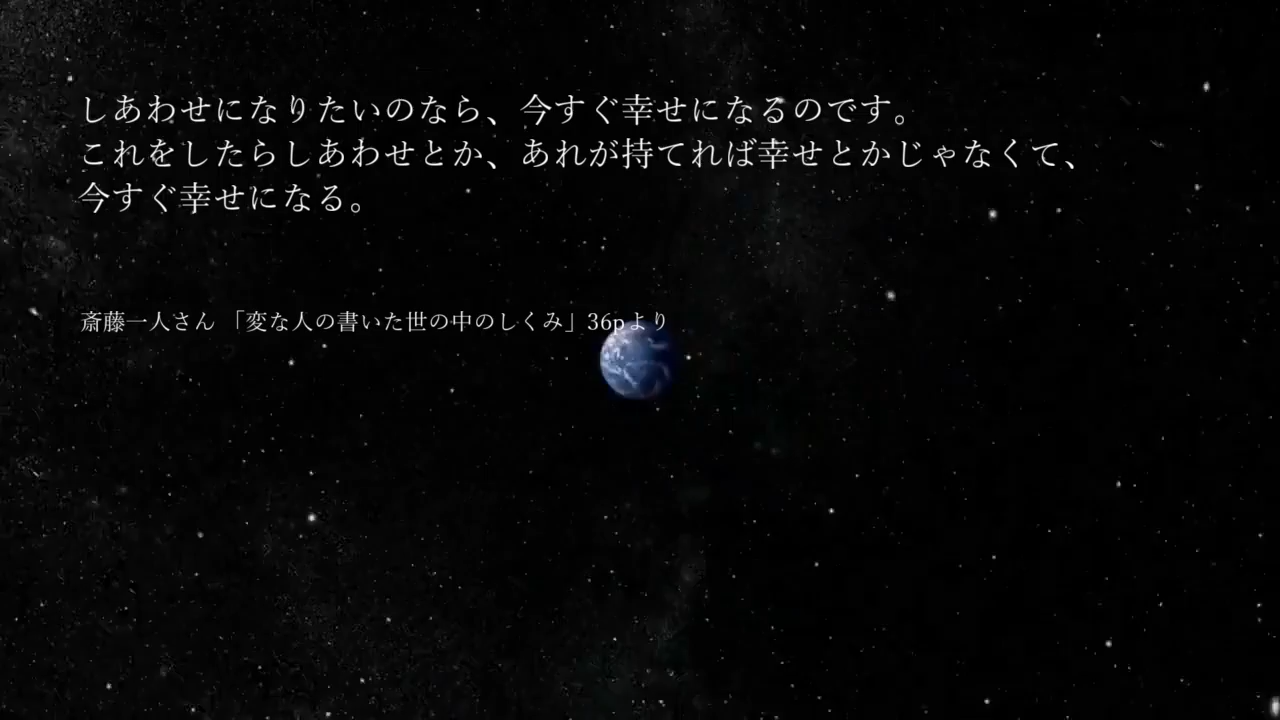 しあわせになりたいのなら、今すぐ幸せになるのです。
これをしたらしあわせとか、あれが持てれば幸せとかじゃなくて、
今すぐ幸せになる。
斎藤一人さん 「変な人の書いた世の中のしくみ」36pより